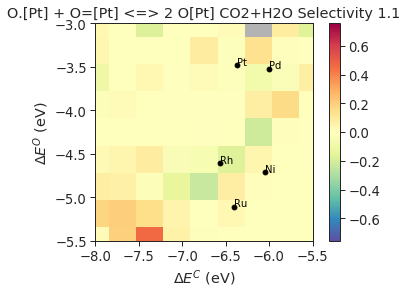 O.[Pt] + O=[Pt] <=> 2 O[Pt] CO2+H2O Selectivity 1.1
−3.0
−3.5
−4.0
−4.5
−5.0
−5.5
ΔE^O (eV)
Pt
Pd
Rh
Ni
Ru
−8.0 −7.5 −7.0 −6.5 −6.0 −5.5
ΔE^C (eV)
0.6
0.4
0.2
0.0
−0.2
−0.4
−0.6